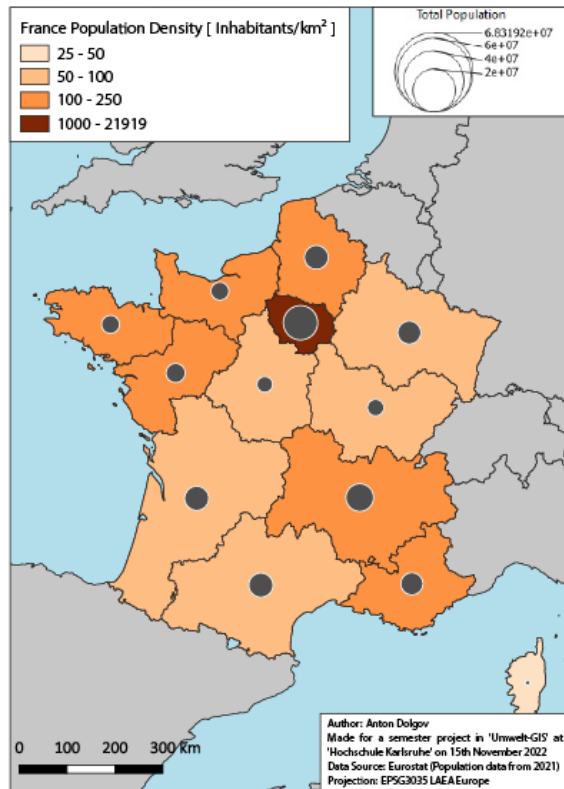 France Population Density [ Inhabitants/km² ]
25 - 50
50 - 100
100 - 250
1000 - 21919
Total Population
6.83192e+07
6e+07
4e+07
2e+07
0
100
200
300 km
Author: Anton Dolgov
Made for a semester project in 'Umwelt-GIS' at
'Hochschule Karlsruhe' on 15th November 2022
Data Source: Eurostat (Population data from 2021)
Projection: EPSG3035 LAEA Europe